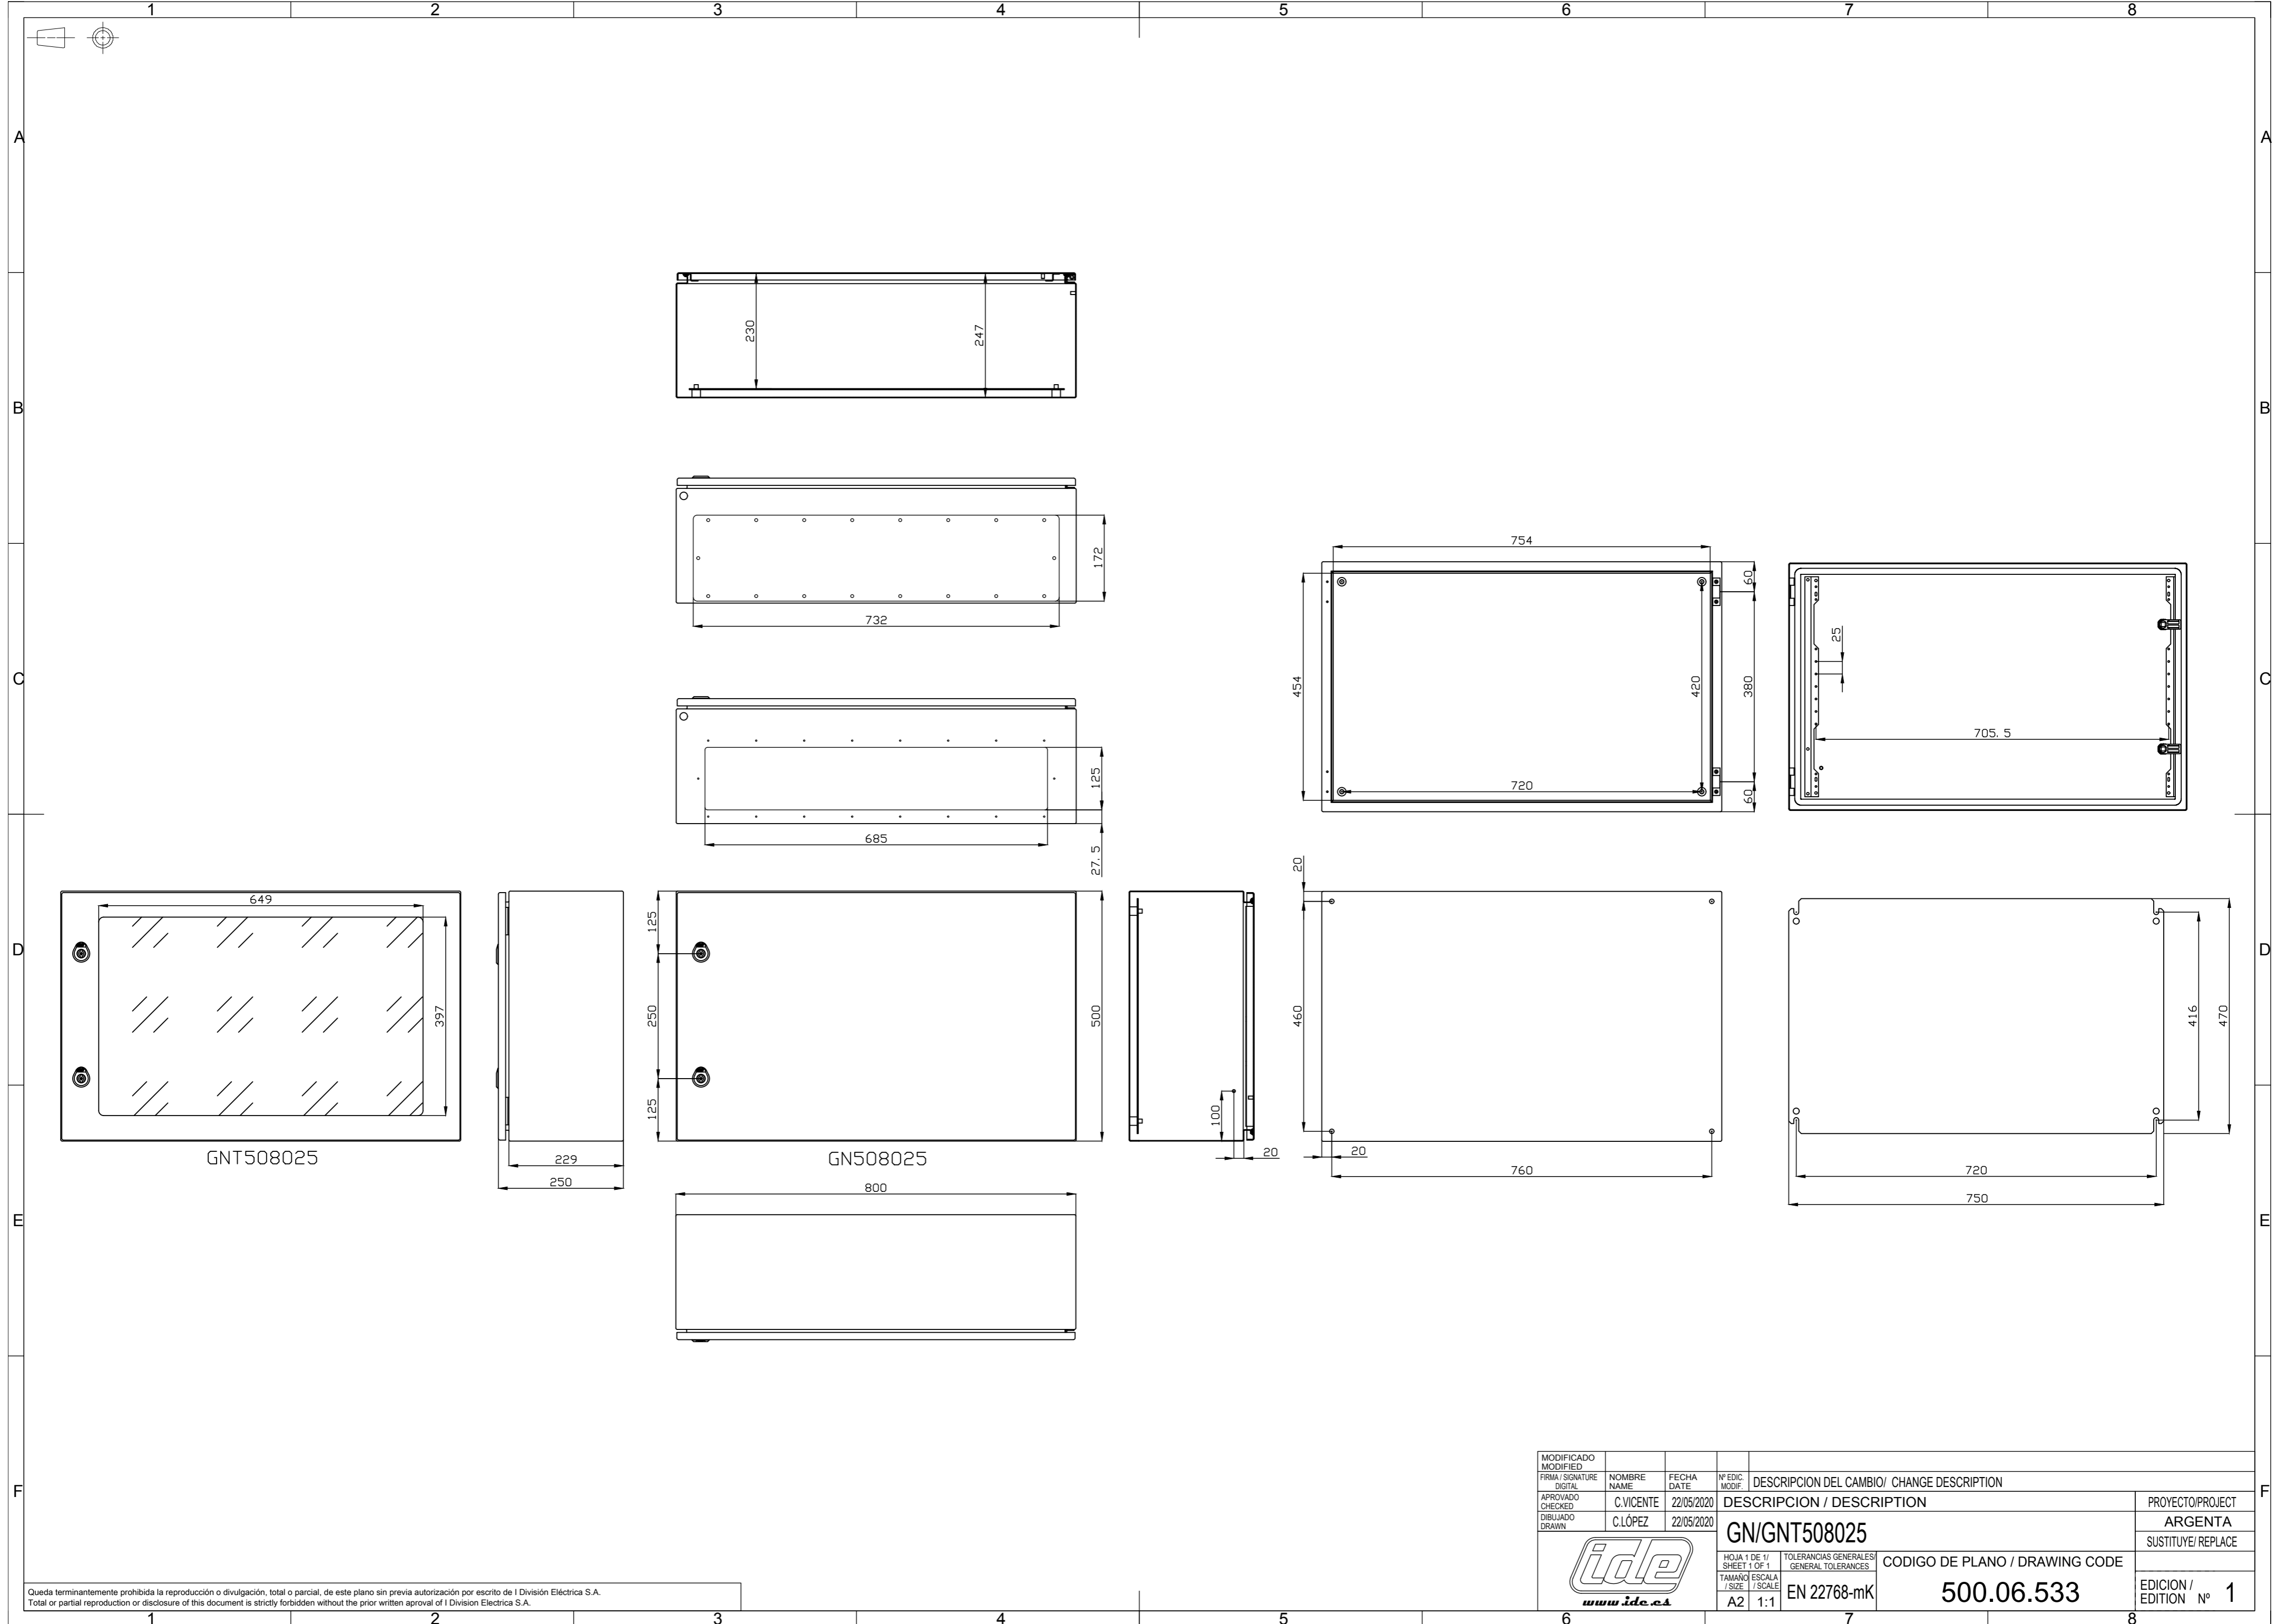 1 2 3 4 5 6 7 8
A A
230
247
B B
172
732
754
60
454
420
380
25
705. 5
C C
125
685
27. 5
720
60
20
649
125
397
250
500
460
416
470
D D
125
100
20
20
GNT508025
GN508025
229
250
760
720
750
800
E E
F F
MODIFICADO
MODIFIED
FIRMA / SIGNATURE
DIGITAL
NOMBRE
NAME
FECHA
DATE
Nº EDIC.
MODIF.
DESCRIPCION DEL CAMBIO/ CHANGE DESCRIPTION
APROVADO
CHECKED
C.VICENTE
22/05/2020
DESCRIPCION / DESCRIPTION
PROYECTO/PROJECT
DIBUJADO
DRAWN
C.LÓPEZ
22/05/2020
GN/GNT508025
ARGENTA
SUSTITUYE/ REPLACE
ide
www.ide.es
HOJA 1 DE 1/
SHEET 1 OF 1
TOLERANCIAS GENERALES/
GENERAL TOLERANCES
CODIGO DE PLANO / DRAWING CODE
TAMAÑO
/ SIZE
ESCALA
/ SCALE
A2
1:1
EN 22768-mK
500.06.533
EDICION /
EDITION Nº 1
Queda terminantemente prohibida la reproducción o divulgación, total o parcial, de este plano sin previa autorización por escrito de I División Eléctrica S.A.
Total or partial reproduction or disclosure of this document is strictly forbidden without the prior written aproval of I Division Electrica S.A.
1 2 3 4 5 6 7 8